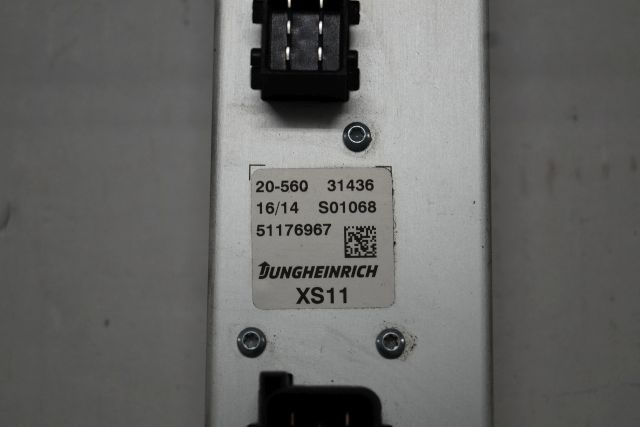 20-560 31436
16/14 S01068
51176967
JUNGHEINRICH
XS11